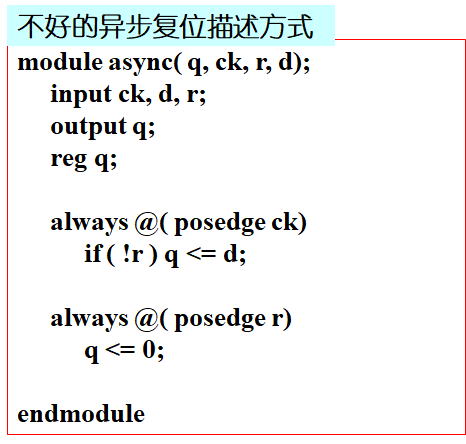 不好的异步复位描述方式
module async( q, ck, r, d);
input ck, d, r;
output q;
reg q;
always @( posedge ck)
if ( !r ) q <= d;
always @( posedge r)
q <= 0;
endmodule